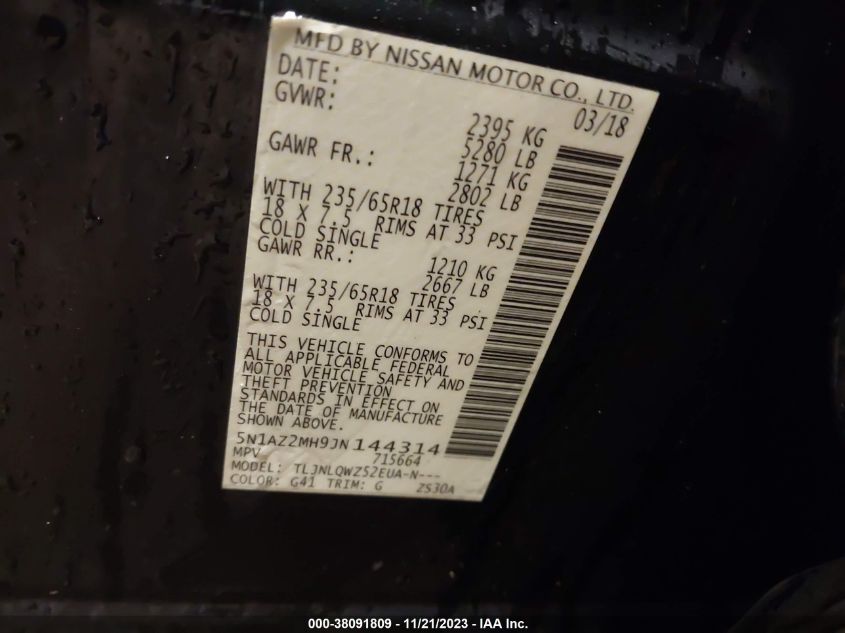 MFD BY NISSAN MOTOR CO., LTD.
DATE: 03/18
GVWR: 2395 KG
5280 LB
GAWR FR.: 1271 KG
2802 LB
WITH 235/65R18 TIRES
18 X 7.5 RIMS AT 33 PSI
COLD SINGLE
GAWR RR.: 1210 KG
2667 LB
WITH 235/65R18 TIRES
18 X 7.5 RIMS AT 33 PSI
COLD SINGLE
THIS VEHICLE CONFORMS TO
ALL APPLICABLE FEDERAL
MOTOR VEHICLE SAFETY AND
THEFT PREVENTION
STANDARDS IN EFFECT ON
THE DATE OF MANUFACTURE
SHOWN ABOVE.
5N1AZ2MH9JN144314
MPV 715664
MODEL: TLJNLQWZ52EUA-N---
COLOR: G41 TRIM: G ZS30A
000-38091809 — 11/21/2023 - IAA Inc.